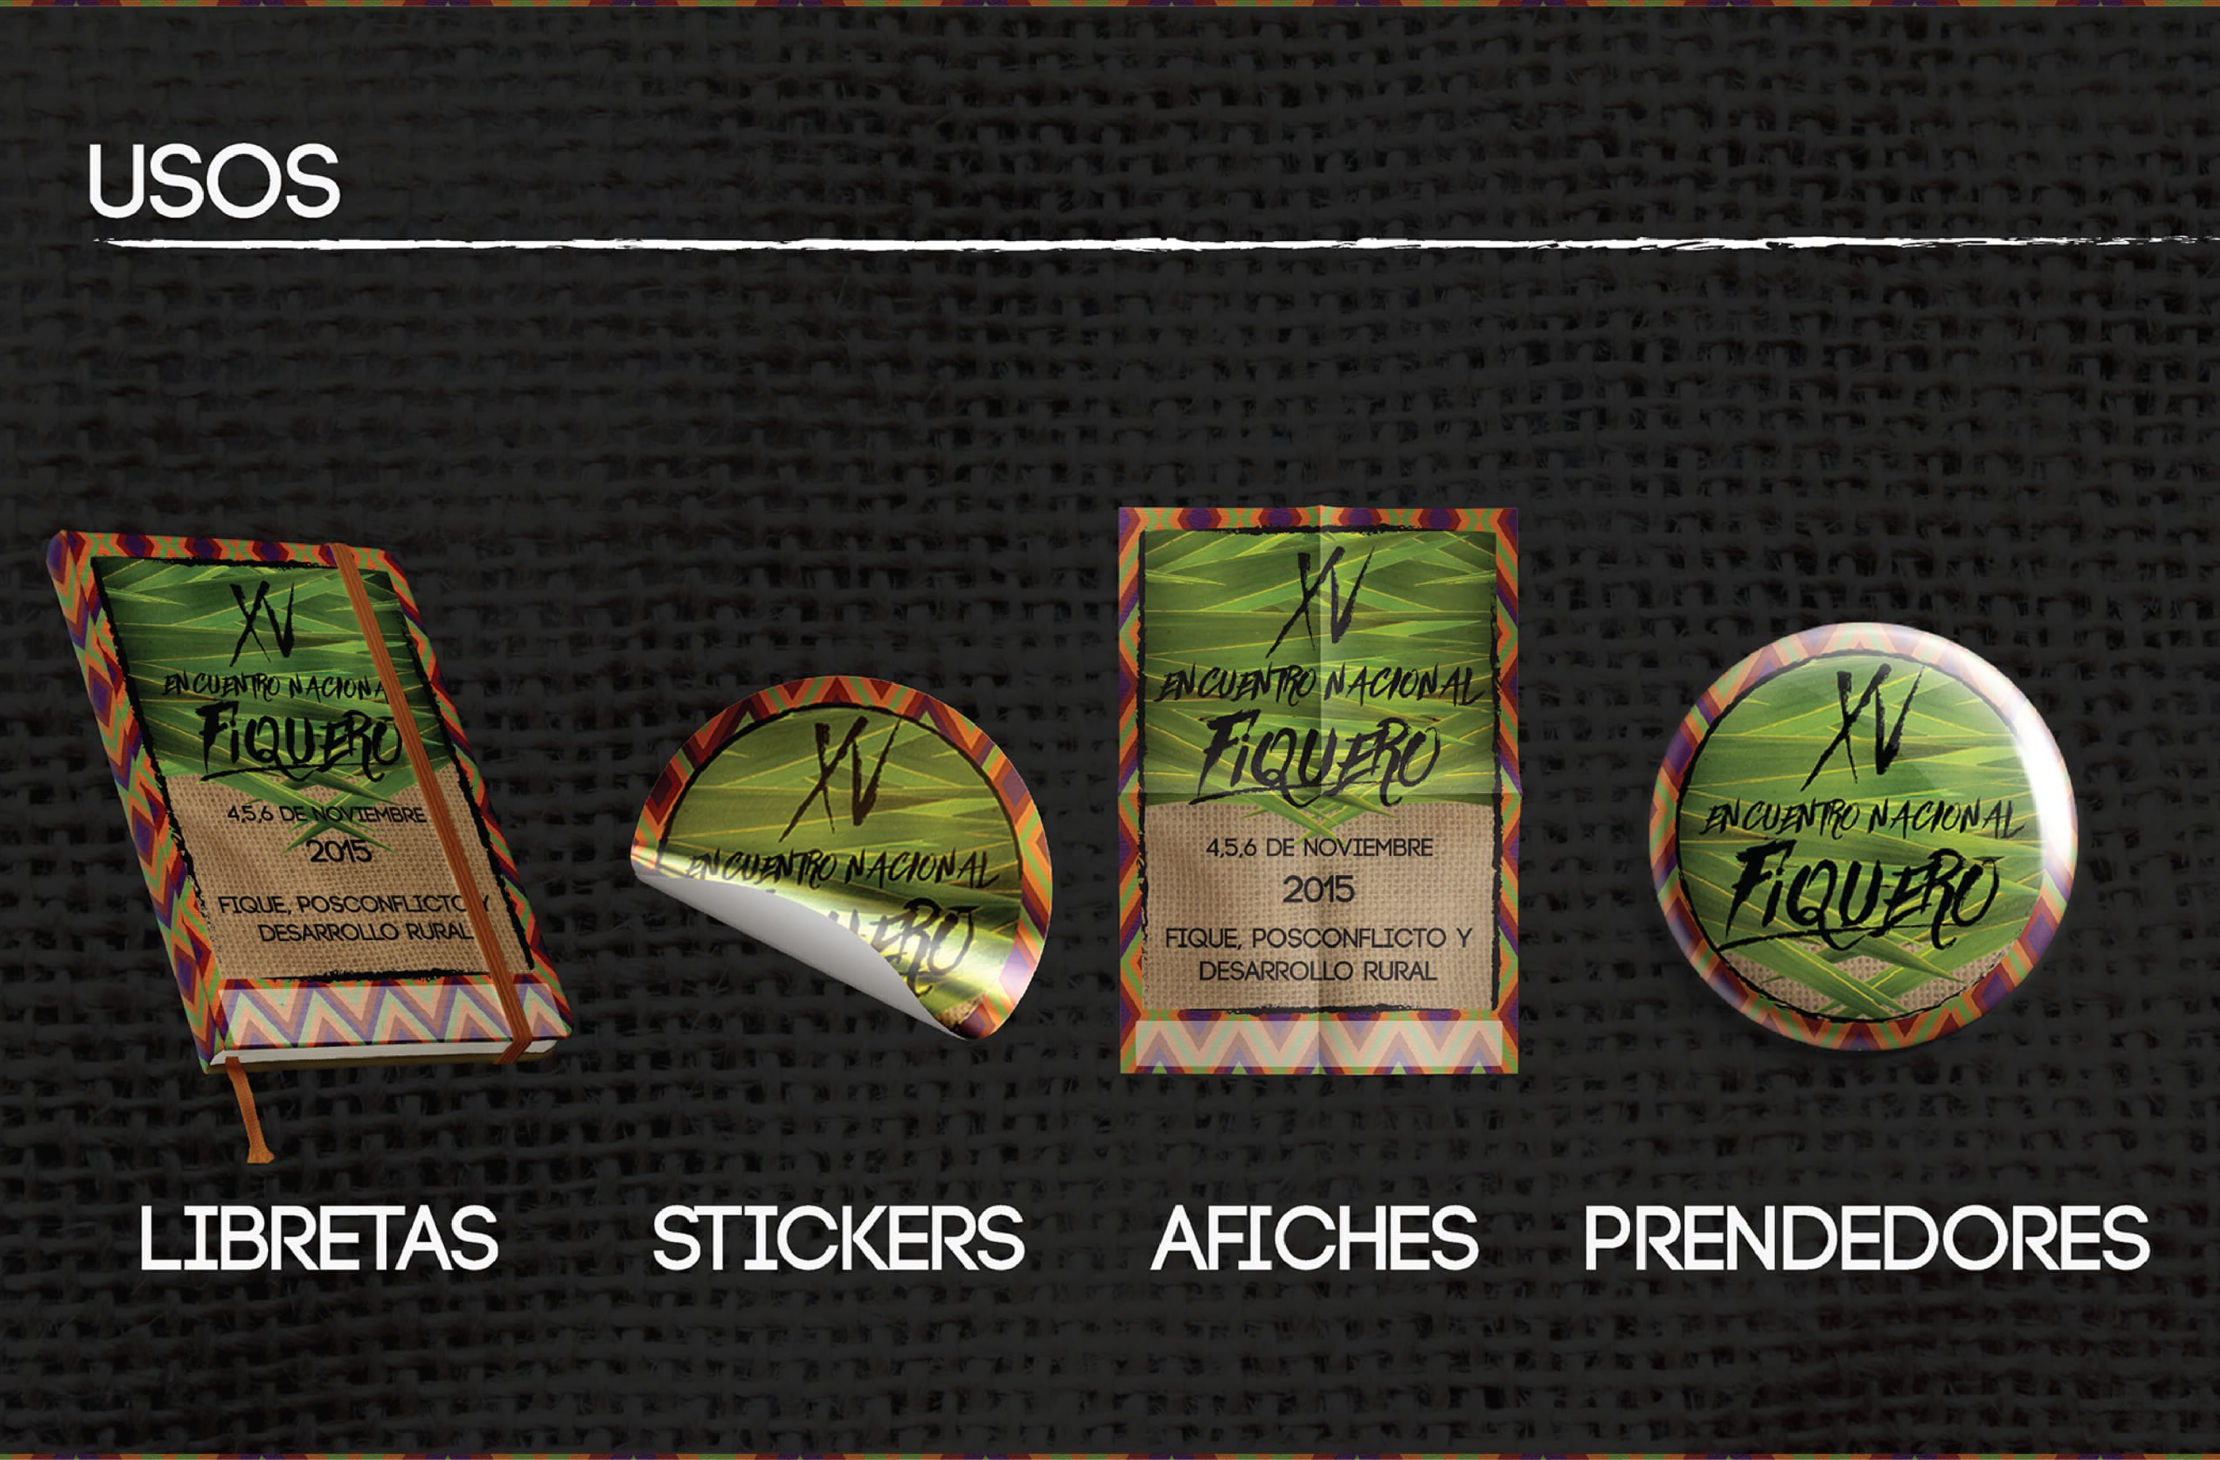 USOS
XV
ENCUENTRO NACIONA
FiQUERO
4,5,6 DE NOVIEMBRE
2015
FIQUE, POSCONFLICTO Y
DESARROLLO RURAL
XV
ENCUENTRO NACIONAL
UERO
XV
ENCUENTRO NACIONAL
FiQUERO
4,5,6 DE NOVIEMBRE
2015
FIQUE, POSCONFLICTO Y
DESARROLLO RURAL
XV
ENCUENTRO NACIONAL
FiQUERO
LIBRETAS
STICKERS
AFICHES
PRENDEDORES